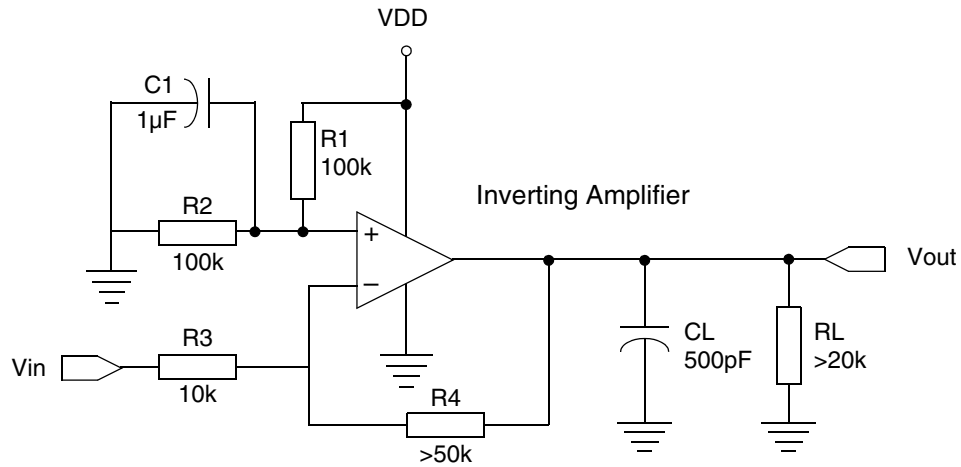 VDD
C1
1µF
R1
100k
R2
100k
Inverting Amplifier
+
−
Vout
R3
10k
Vin
CL
500pF
RL
>20k
R4
>50k